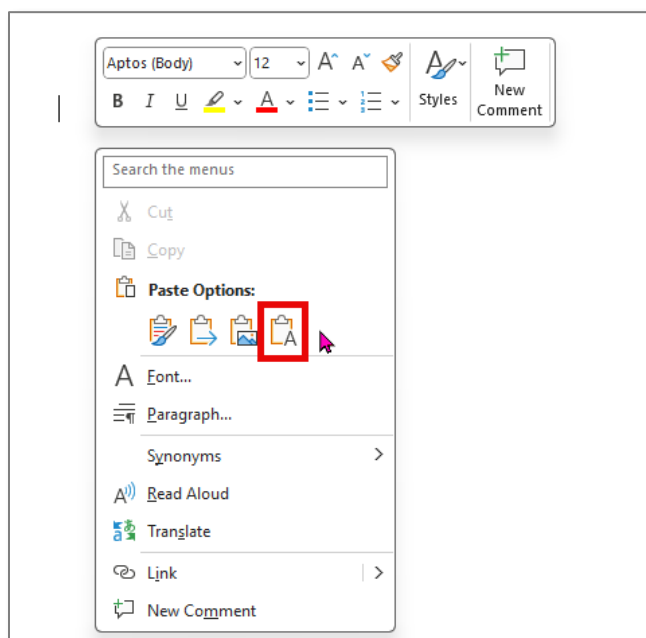 Aptos (Body) 12 A^ A˅
B I U A Styles New Comment
Search the menus
Cut
Copy
Paste Options:
A
Font...
Paragraph...
Synonyms
Read Aloud
Translate
Link
New Comment